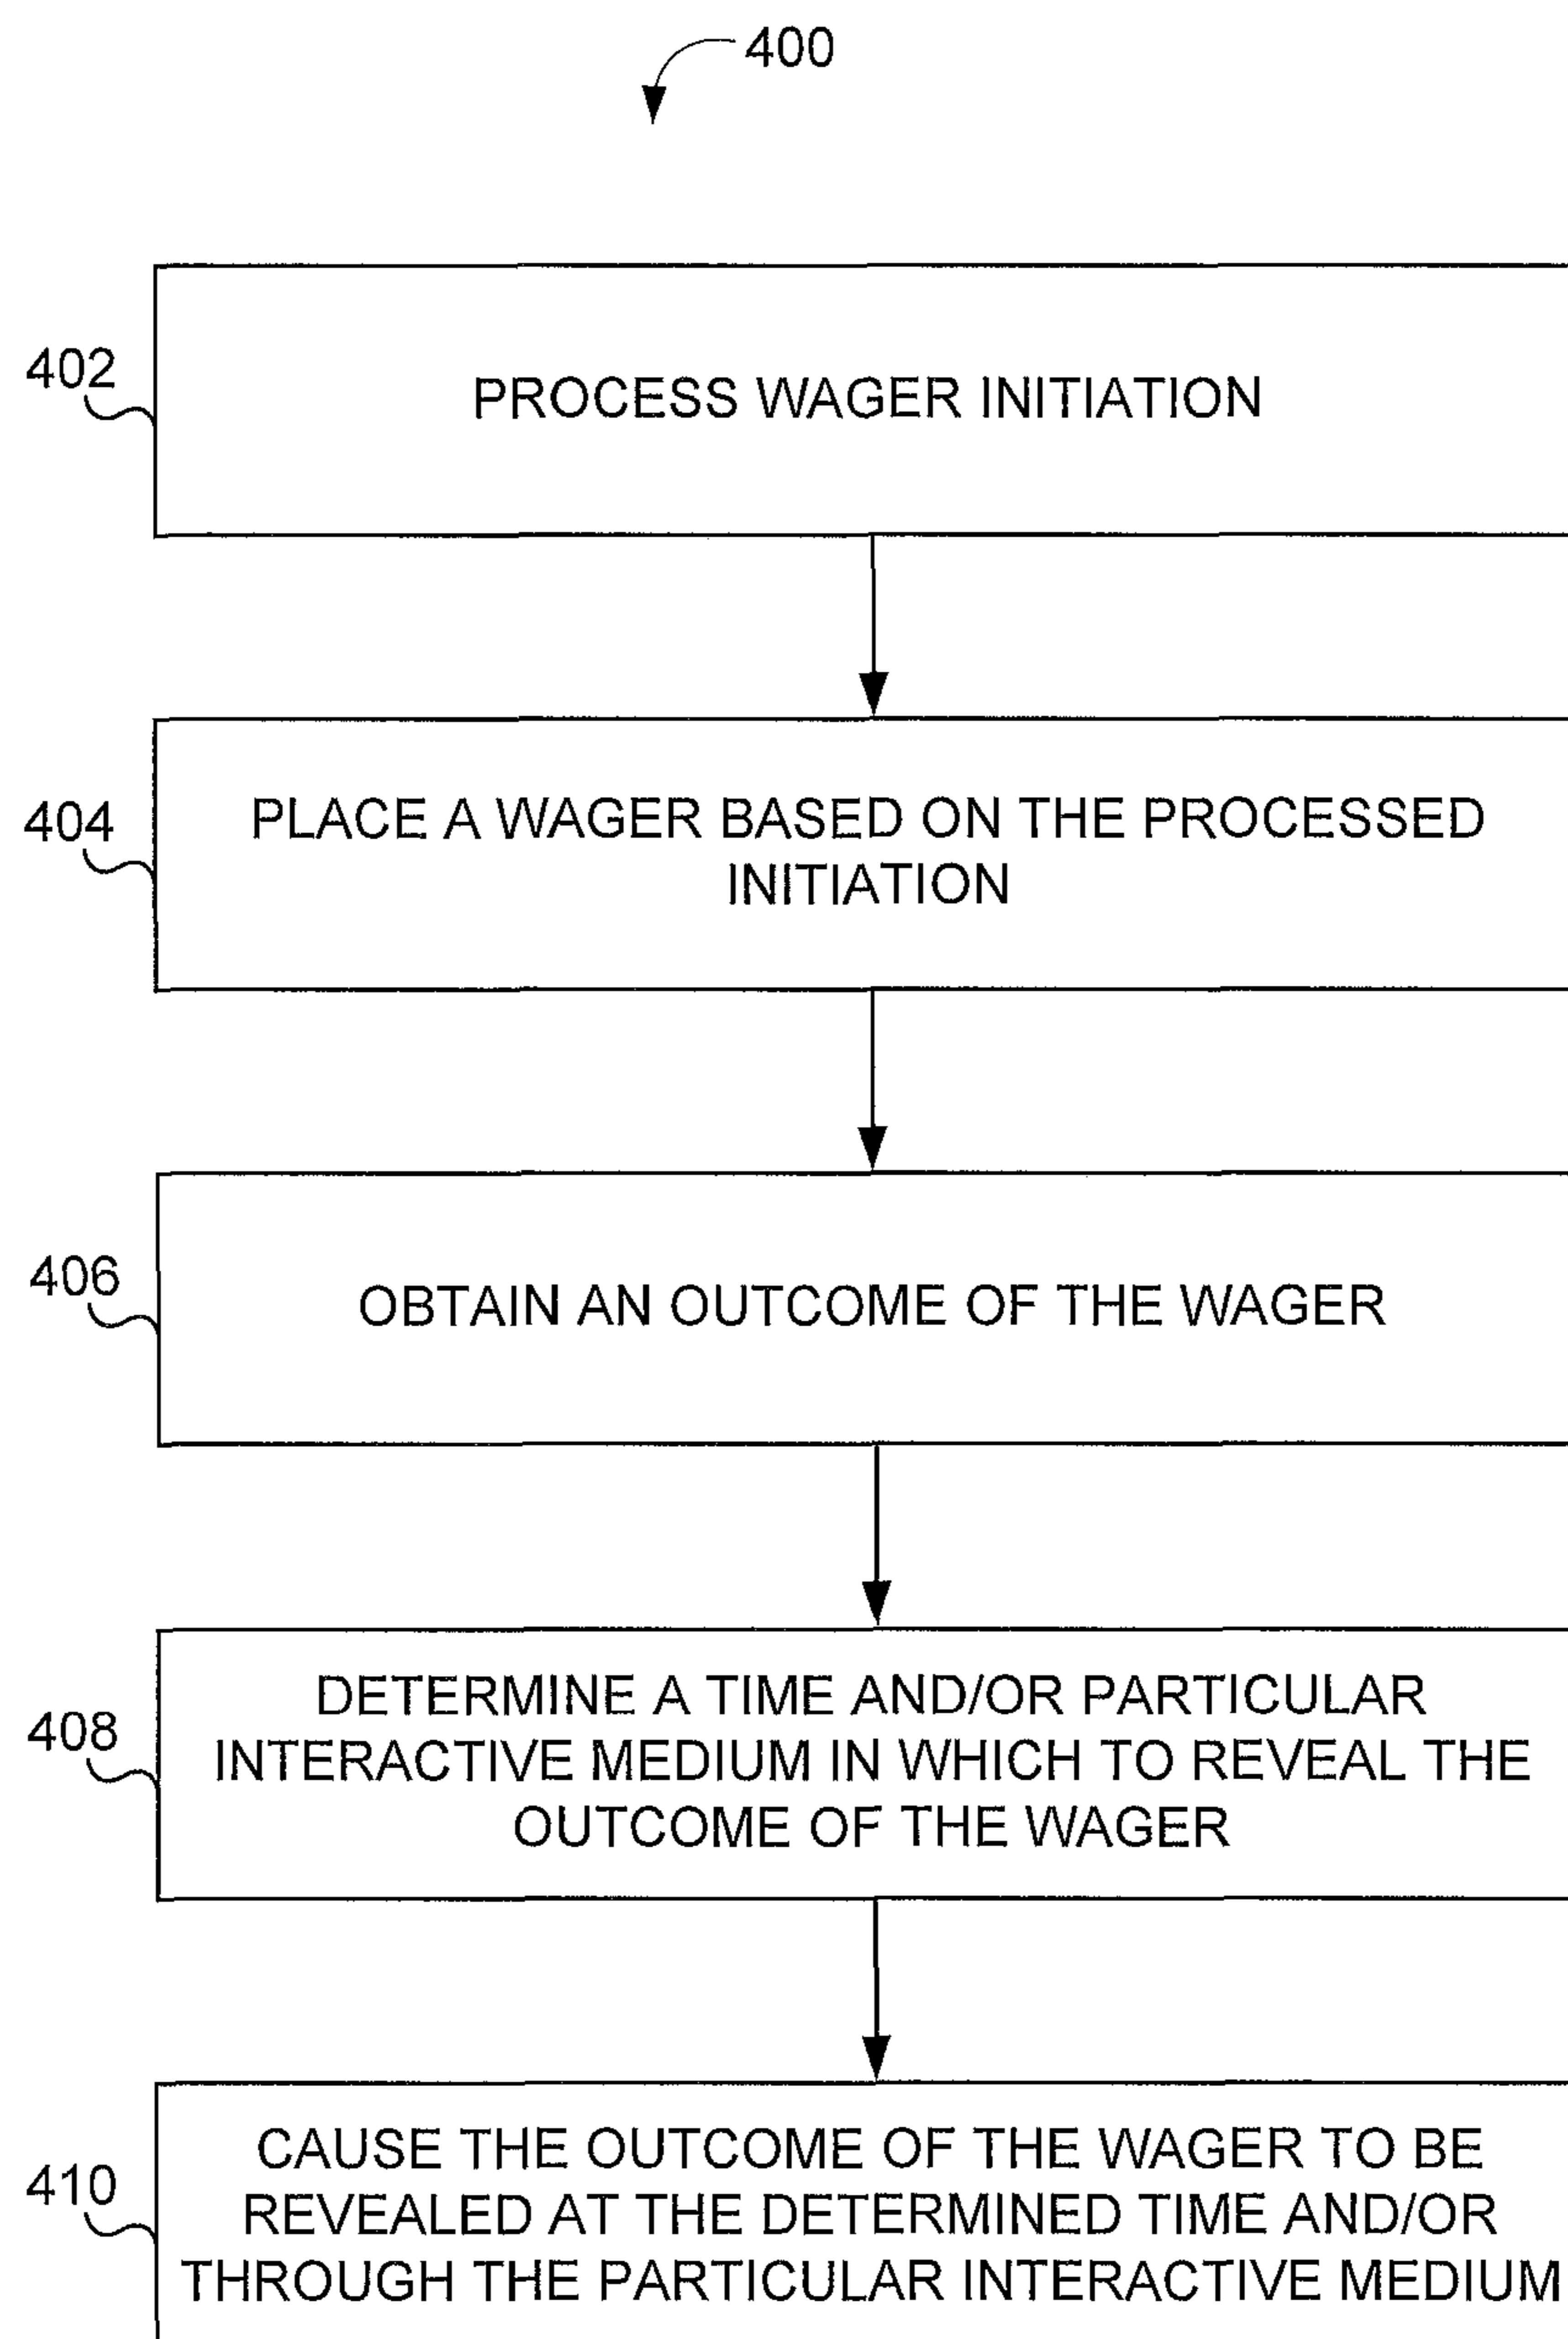 400
402
PROCESS WAGER INITIATION
404
PLACE A WAGER BASED ON THE PROCESSED
INITIATION
406
OBTAIN AN OUTCOME OF THE WAGER
408
DETERMINE A TIME AND/OR PARTICULAR
INTERACTIVE MEDIUM IN WHICH TO REVEAL THE
OUTCOME OF THE WAGER
410
CAUSE THE OUTCOME OF THE WAGER TO BE
REVEALED AT THE DETERMINED TIME AND/OR
THROUGH THE PARTICULAR INTERACTIVE MEDIUM